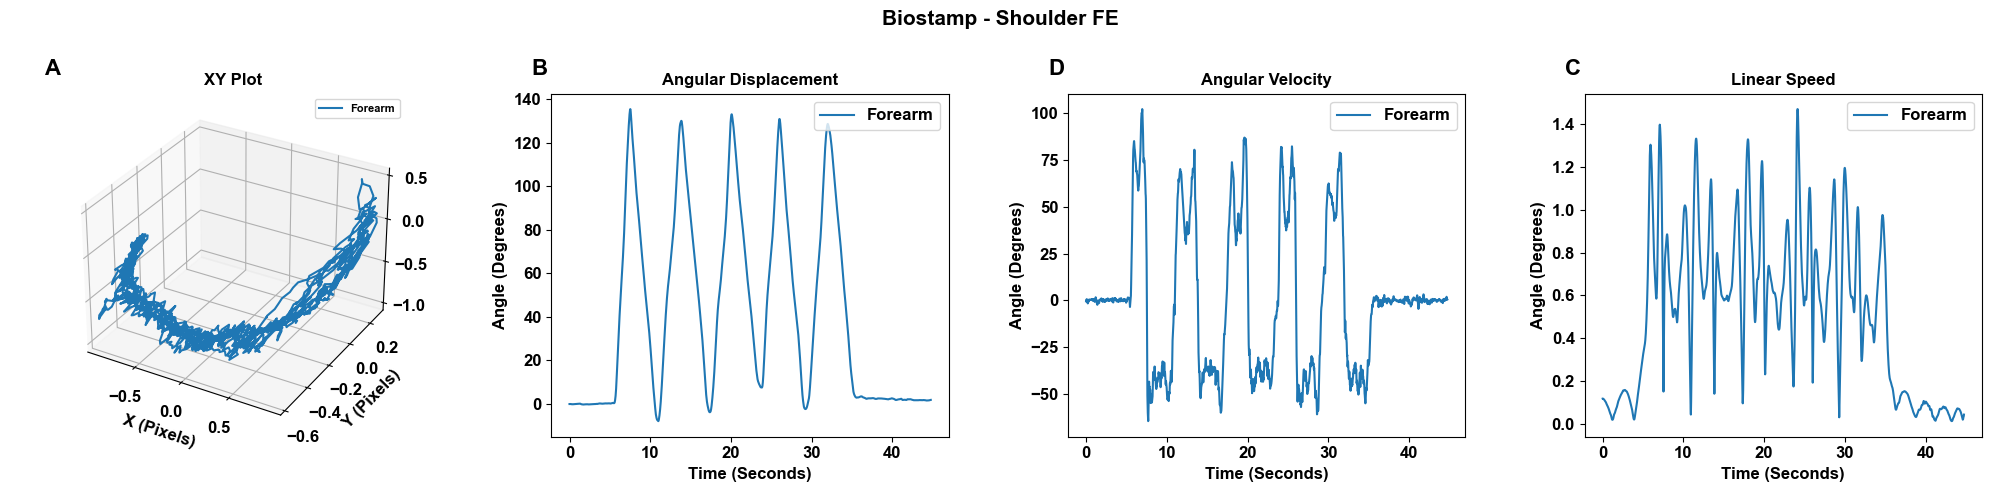 Biostamp - Shoulder FE
A
XY Plot
Forearm
0.5
0.0
−0.5
−1.0
0.2
0.0
−0.2
−0.4
−0.6
Y (Pixels)
−0.5
0.0
0.5
X (Pixels)
B
Angular Displacement
Forearm
140
120
100
80
60
40
20
0
Angle (Degrees)
0 10 20 30 40
Time (Seconds)
D
Angular Velocity
Forearm
100
75
50
25
0
−25
−50
Angle (Degrees)
0 10 20 30 40
Time (Seconds)
C
Linear Speed
Forearm
1.4
1.2
1.0
0.8
0.6
0.4
0.2
0.0
Angle (Degrees)
0 10 20 30 40
Time (Seconds)